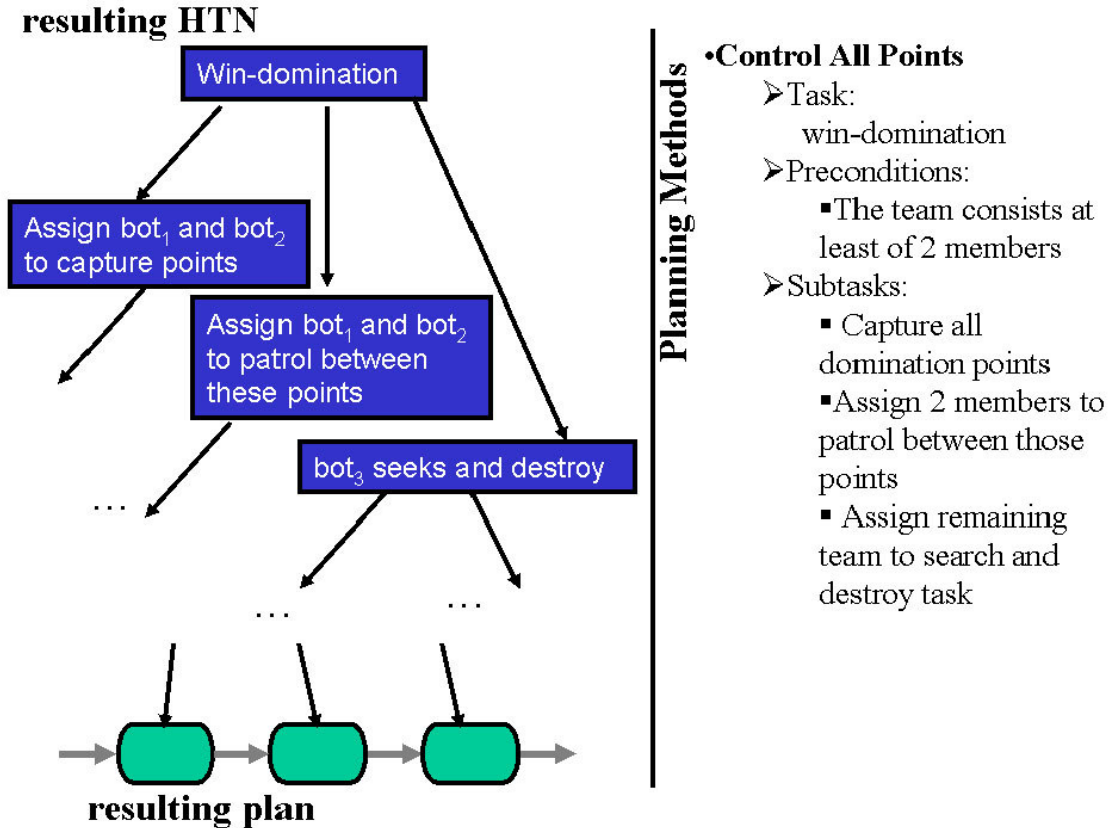 resulting HTN
Win-domination
Assign bot₁ and bot₂
to capture points
Assign bot₁ and bot₂
to patrol between
these points
bot₃ seeks and destroy
...
...
...
resulting plan
Planning Methods
•Control All Points
➢Task:
win-domination
➢Preconditions:
▪The team consists at
least of 2 members
➢Subtasks:
▪ Capture all
domination points
▪Assign 2 members to
patrol between those
points
▪ Assign remaining
team to search and
destroy task